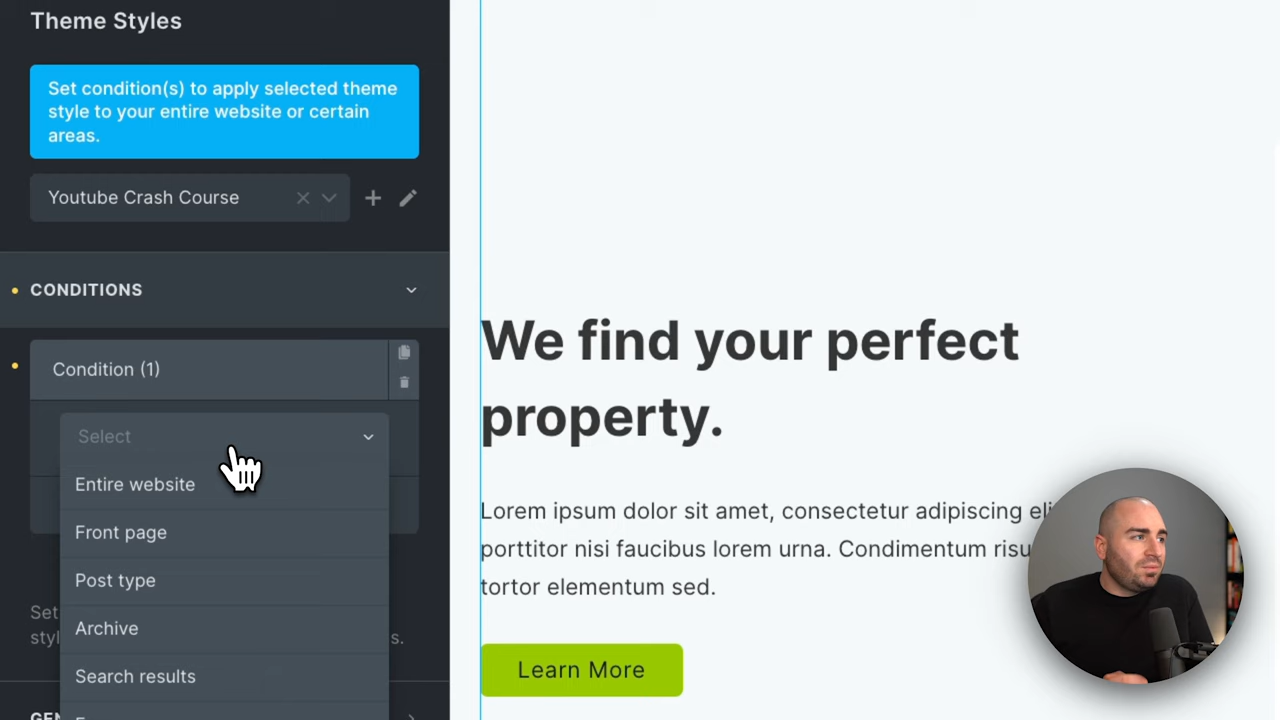 Theme Styles
Set condition(s) to apply selected theme
style to your entire website or certain
areas.
Youtube Crash Course
CONDITIONS
Condition (1)
Select
Entire website
Front page
Post type
Archive
Search results
We find your perfect
property.
Lorem ipsum dolor sit amet, consectetur adipiscing
porttitor nisi faucibus lorem urna. Condimentum
tortor elementum sed.
Learn More